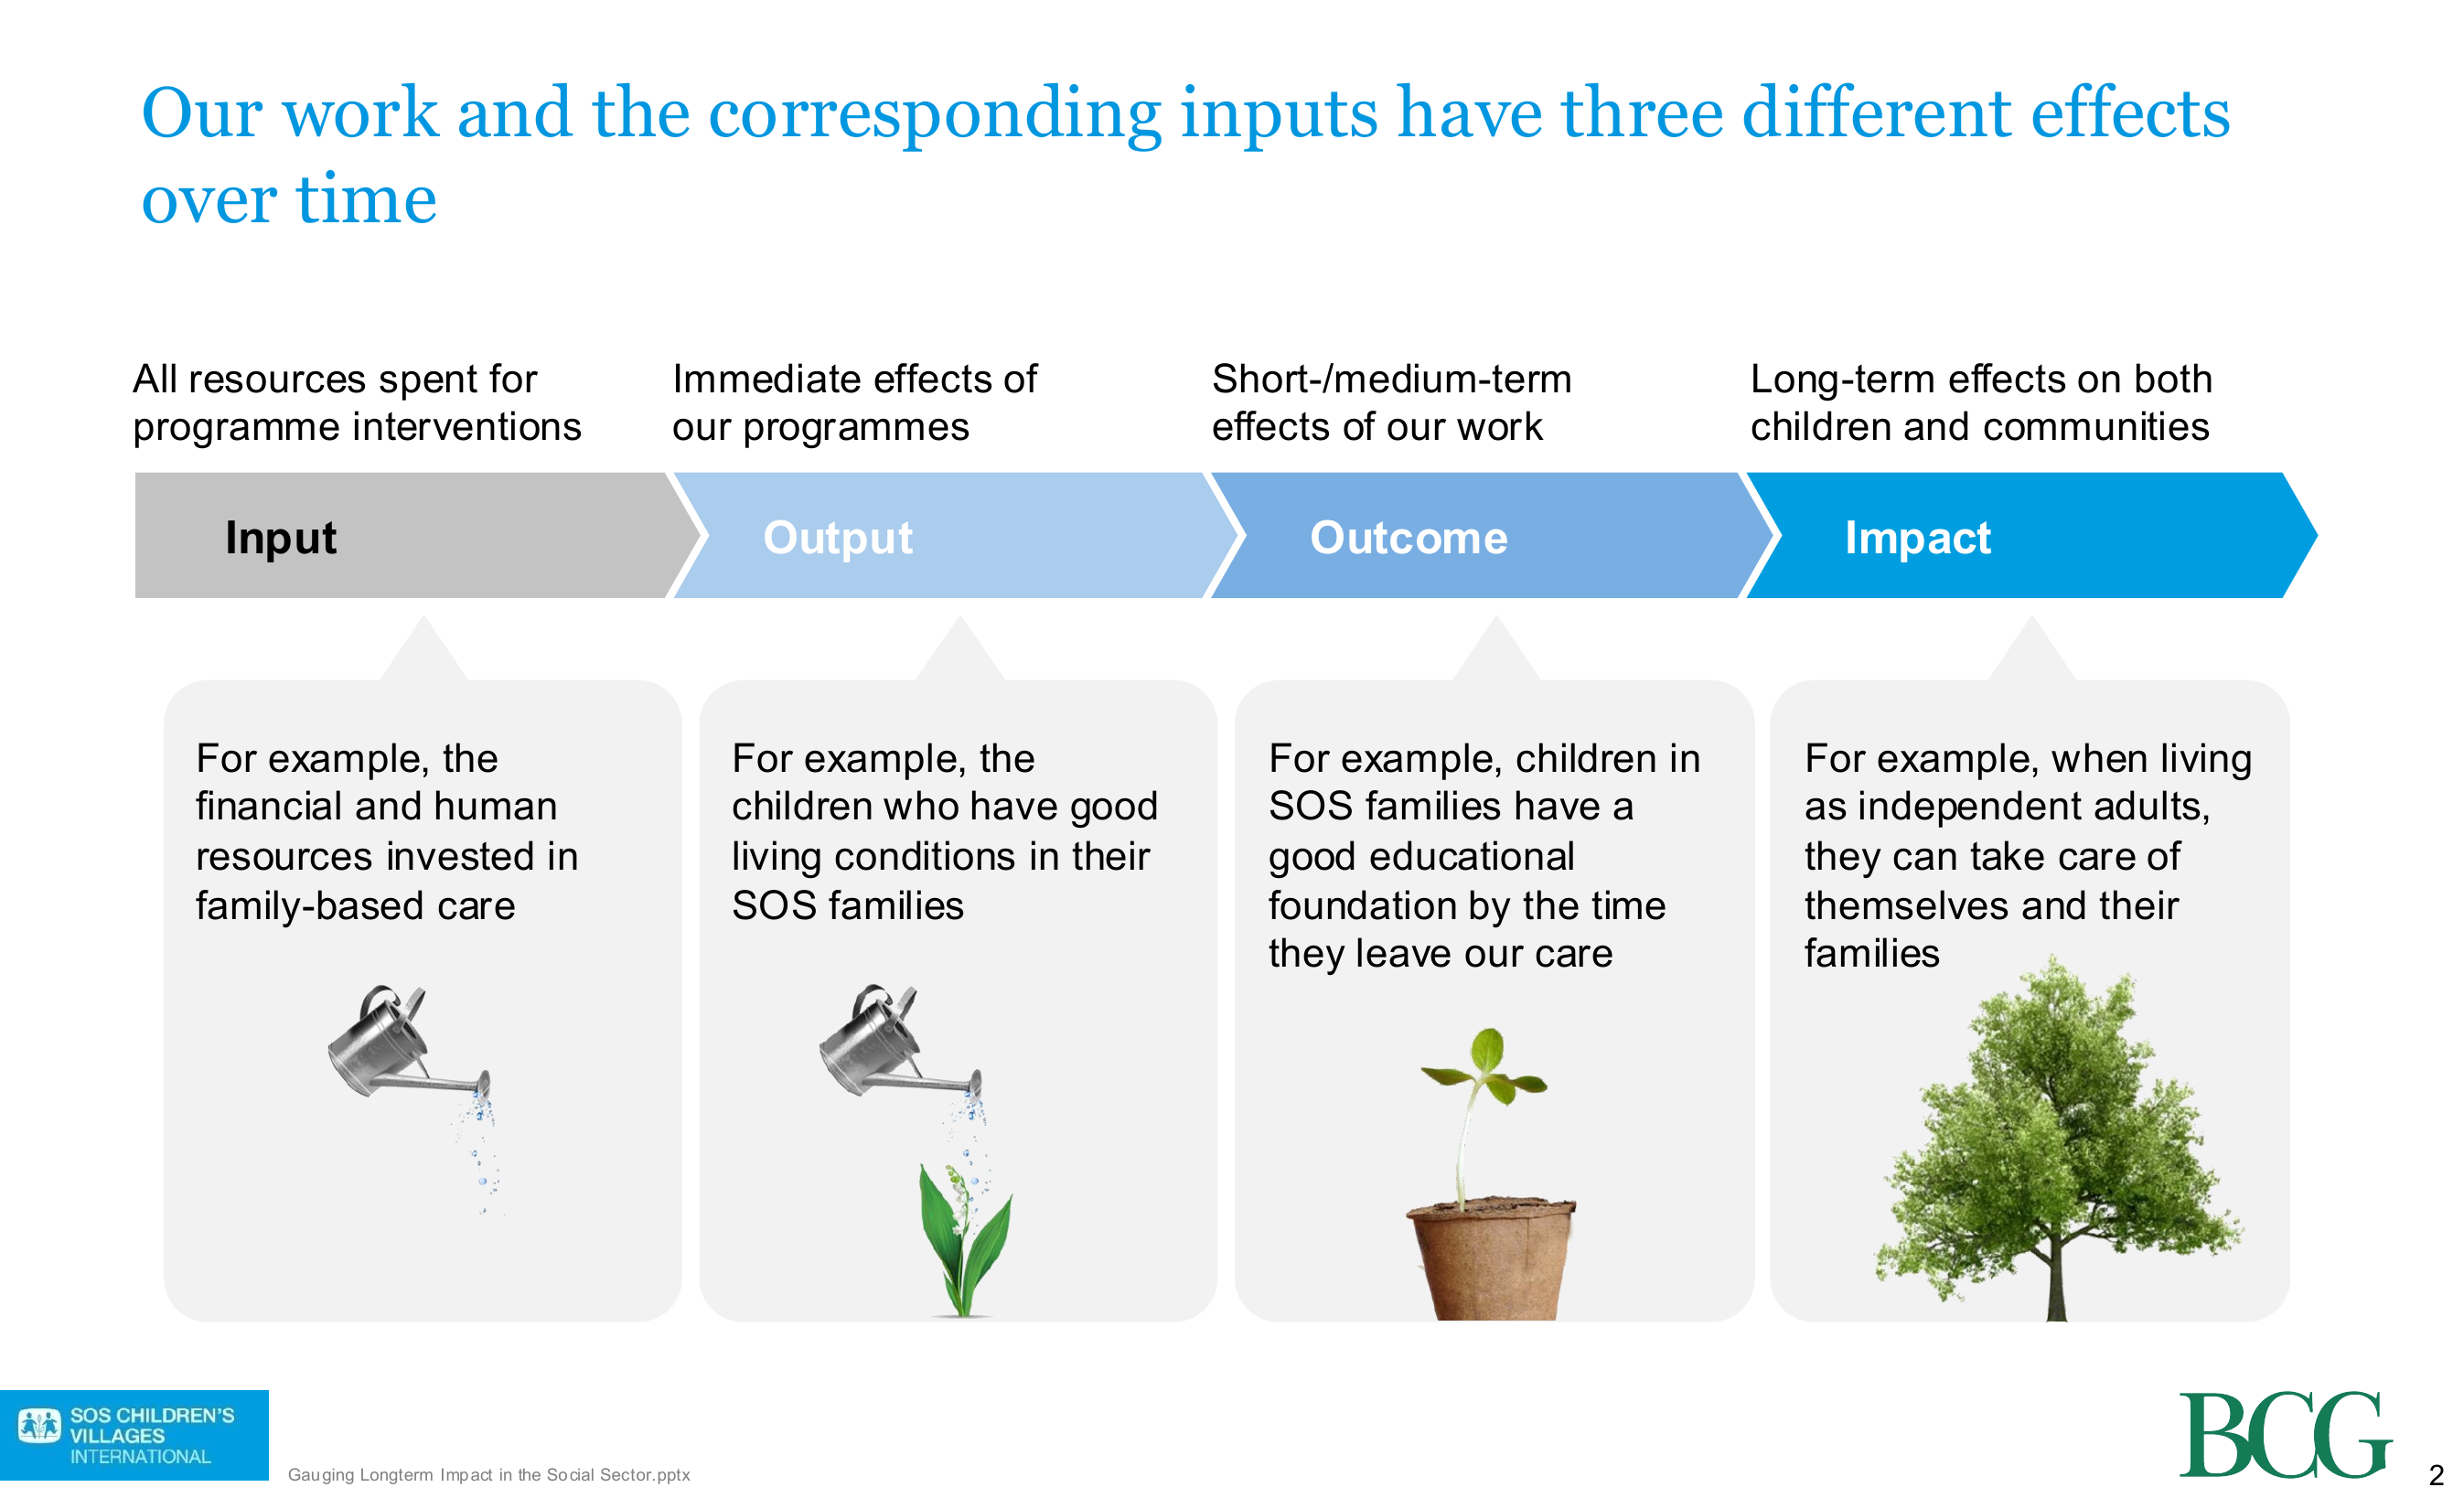 Our work and the corresponding inputs have three different effects
over time
All resources spent for
programme interventions
Immediate effects of
our programmes
Short-/medium-term
effects of our work
Long-term effects on both
children and communities
Input
Output
Outcome
Impact
For example, the
financial and human
resources invested in
family-based care
For example, the
children who have good
living conditions in their
SOS families
For example, children in
SOS families have a
good educational
foundation by the time
they leave our care
For example, when living
as independent adults,
they can take care of
themselves and their
families
SOS CHILDREN'S
VILLAGES
INTERNATIONAL
Gauging Longterm Impact in the Social Sector.pptx
BCG
2